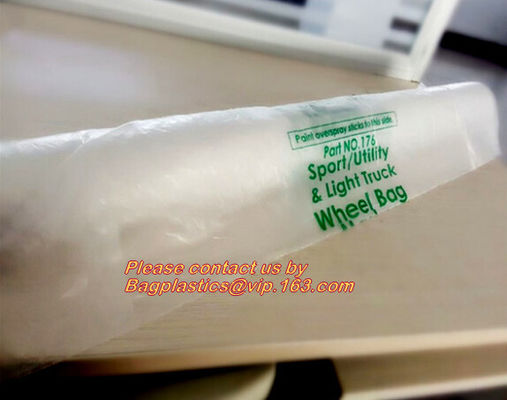 Paint overspray sticks to this side.
Part NO.176
Sport/Utility
& Light Truck
Wheel Bag
Please contact us by
Bagplastics@vip.163.com